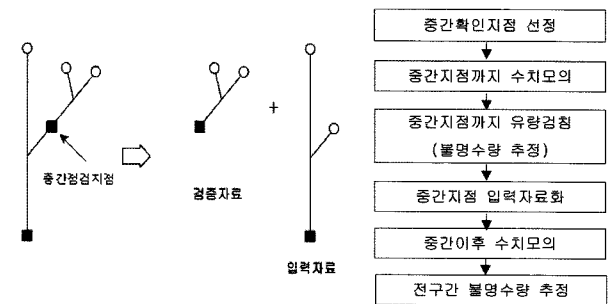 중간점검지점
검증자료
+
입력자료
중간확인지점 선정
중간지점까지 수치모의
중간지점까지 유량검침
(불명수량 추정)
중간지점 입력자료화
중간이후 수치모의
전구간 불명수량 추정